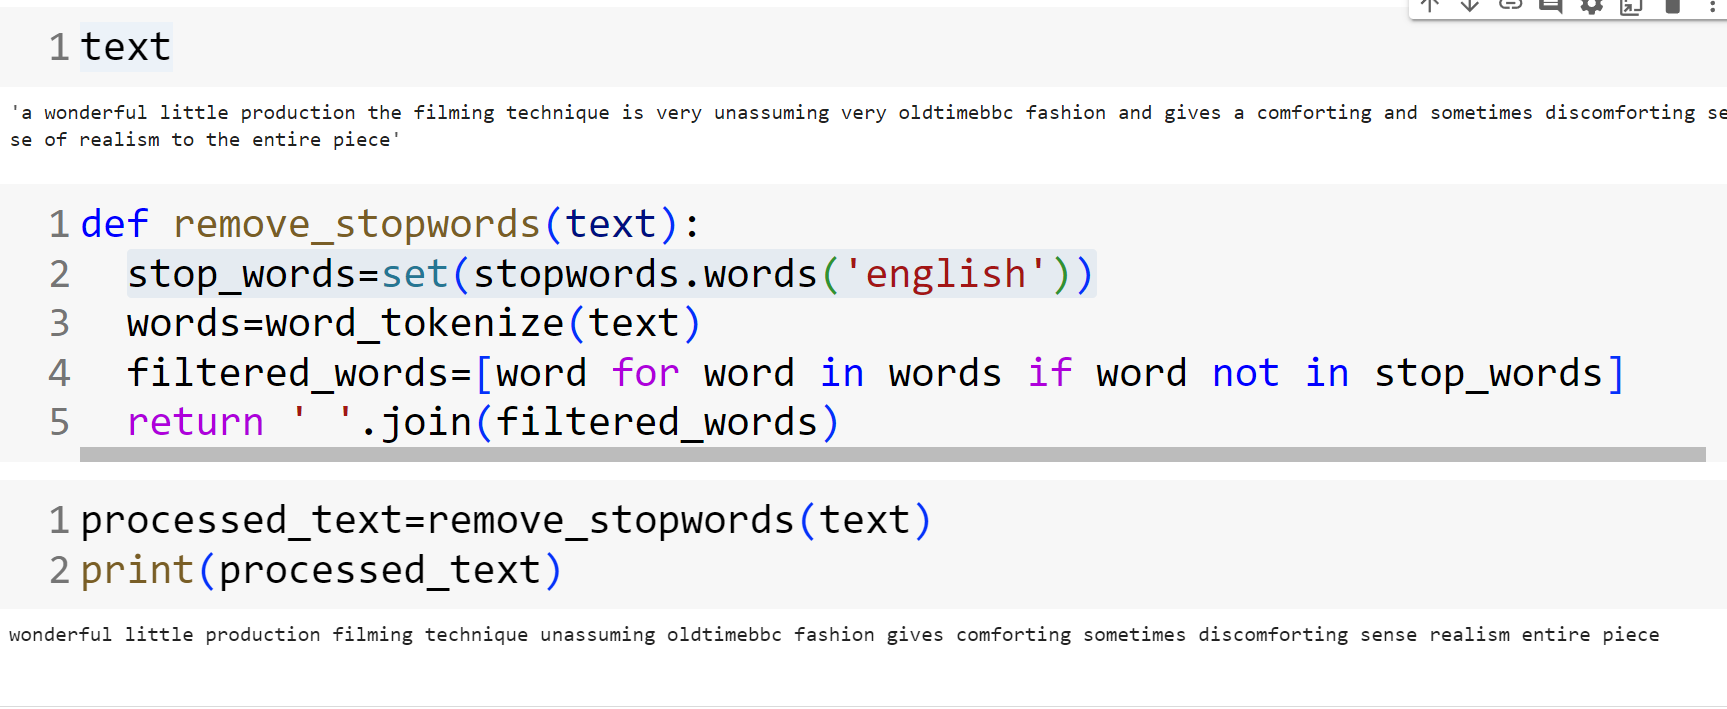 1 text
'a wonderful little production the filming technique is very unassuming very oldtimebbc fashion and gives a comforting and sometimes discomforting se
se of realism to the entire piece'
1 def remove_stopwords(text):
2 stop_words=set(stopwords.words('english'))
3 words=word_tokenize(text)
4 filtered_words=[word for word in words if word not in stop_words]
5 return ' '.join(filtered_words)
1 processed_text=remove_stopwords(text)
2 print(processed_text)
wonderful little production filming technique unassuming oldtimebbc fashion gives comforting sometimes discomforting sense realism entire piece